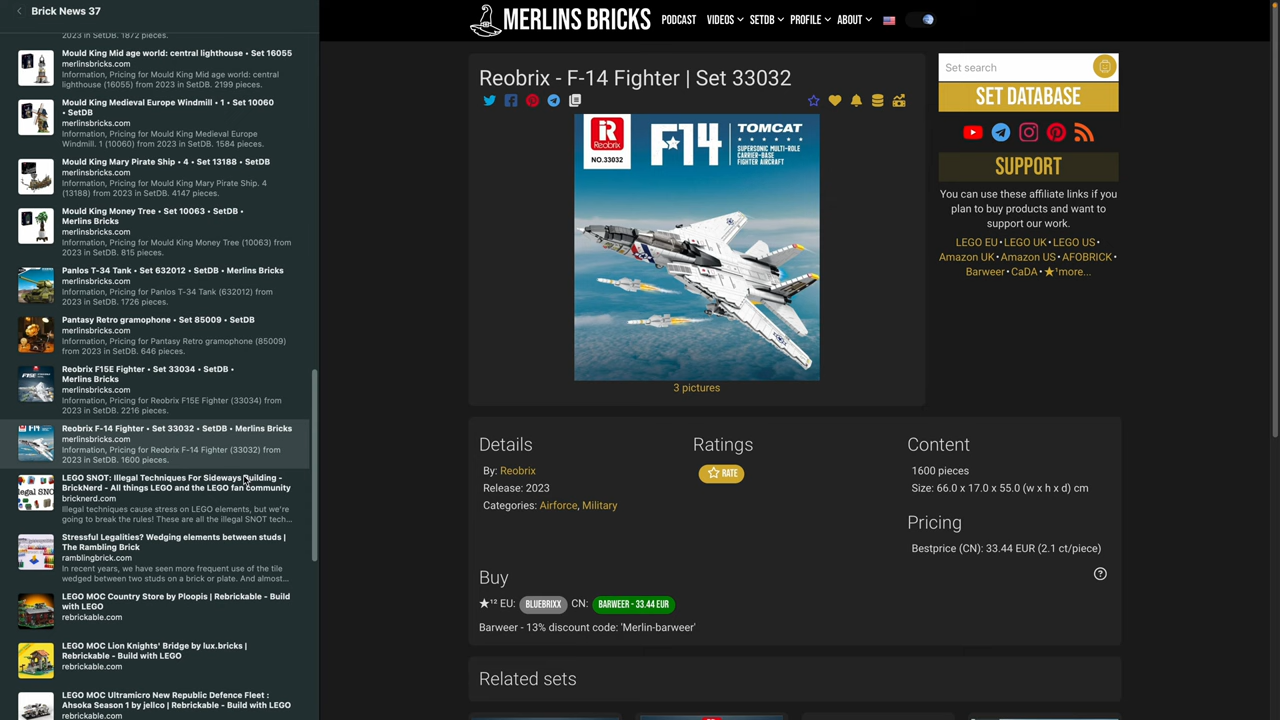 Brick News 37
2023 in SetDB. 1872 pieces.
Mould King Mid age world: central lighthouse • Set 16055
merlinsbricks.com
Information, Pricing for Mould King Mid age world: central
lighthouse (16055) from 2023 in SetDB. 2199 pieces.
Mould King Medieval Europe Windmill • 1 • Set 10060
• SetDB
merlinsbricks.com
Information, Pricing for Mould King Medieval Europe
Windmill. 1 (10060) from 2023 in SetDB. 1584 pieces.
Mould King Mary Pirate Ship • 4 • Set 13188 • SetDB
merlinsbricks.com
Information, Pricing for Mould King Mary Pirate Ship. 4
(13188) from 2023 in SetDB. 4147 pieces.
Mould King Money Tree • Set 10063 • SetDB •
Merlins Bricks
merlinsbricks.com
Information, Pricing for Mould King Money Tree (10063) from
2023 in SetDB. 815 pieces.
Panlos T-34 Tank • Set 632012 • SetDB • Merlins Bricks
merlinsbricks.com
Information, Pricing for Panlos T-34 Tank (632012) from
2023 in SetDB. 1726 pieces.
Pantasy Retro gramophone • Set 85009 • SetDB
merlinsbricks.com
Information, Pricing for Pantasy Retro gramophone (85009)
from 2023 in SetDB. 646 pieces.
Reobrix F15E Fighter • Set 33034 • SetDB •
Merlins Bricks
merlinsbricks.com
Information, Pricing for Reobrix F15E Fighter (33034) from
2023 in SetDB. 2216 pieces.
Reobrix F-14 Fighter • Set 33032 • SetDB • Merlins Bricks
merlinsbricks.com
Information, Pricing for Reobrix F-14 Fighter (33032) from
2023 in SetDB. 1600 pieces.
LEGO SNOT: Illegal Techniques For Sideways Building -
BrickNerd - All things LEGO and the LEGO fan community
bricknerd.com
Illegal techniques cause stress on LEGO elements, but we're
going to break the rules! These are all the illegal SNOT tech...
Stressful Legalities? Wedging elements between studs |
The Rambling Brick
ramblingbrick.com
In recent years, we have seen more frequent use of the tile
wedged between two studs on a brick or plate. And almost...
LEGO MOC Country Store by Ploopis | Rebrickable - Build
with LEGO
rebrickable.com
LEGO MOC Lion Knights' Bridge by lux.bricks |
Rebrickable - Build with LEGO
rebrickable.com
LEGO MOC Ultramicro New Republic Defence Fleet :
Ahsoka Season 1 by jellco | Rebrickable - Build with LEGO
rebrickable.com
MERLINS BRICKS PODCAST VIDEOS SETDB PROFILE ABOUT
Reobrix - F-14 Fighter | Set 33032
Reobrix
NO.33032
F14
TOMCAT
SUPERSONIC MULTI-ROLE
CARRIER-BASE
FIGHTER AIRCRAFT
3 pictures
Details
By: Reobrix
Release: 2023
Categories: Airforce, Military
Ratings
RATE
Content
1600 pieces
Size: 66.0 x 17.0 x 55.0 (w x h x d) cm
Pricing
Bestprice (CN): 33.44 EUR (2.1 ct/piece)
?
Buy
★¹² EU: BLUEBRIXX CN: BARWEER - 33.44 EUR
Barweer - 13% discount code: 'Merlin-barweer'
Related sets
Set search
SET DATABASE
SUPPORT
You can use these affiliate links if you
plan to buy products and want to
support our work.
LEGO EU • LEGO UK • LEGO US •
Amazon UK • Amazon US • AFOBRICK •
Barweer • CaDA • ★¹more...